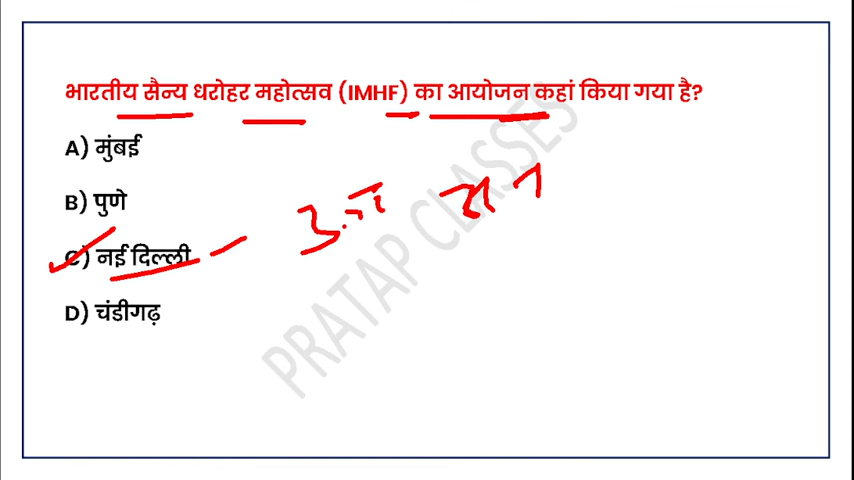 भारतीय सैन्य धरोहर महोत्सव (IMHF) का आयोजन कहां किया गया है?
A) मुंबई
B) पुणे
C) नई दिल्ली
D) चंडीगढ़
PRATAP CLASSES